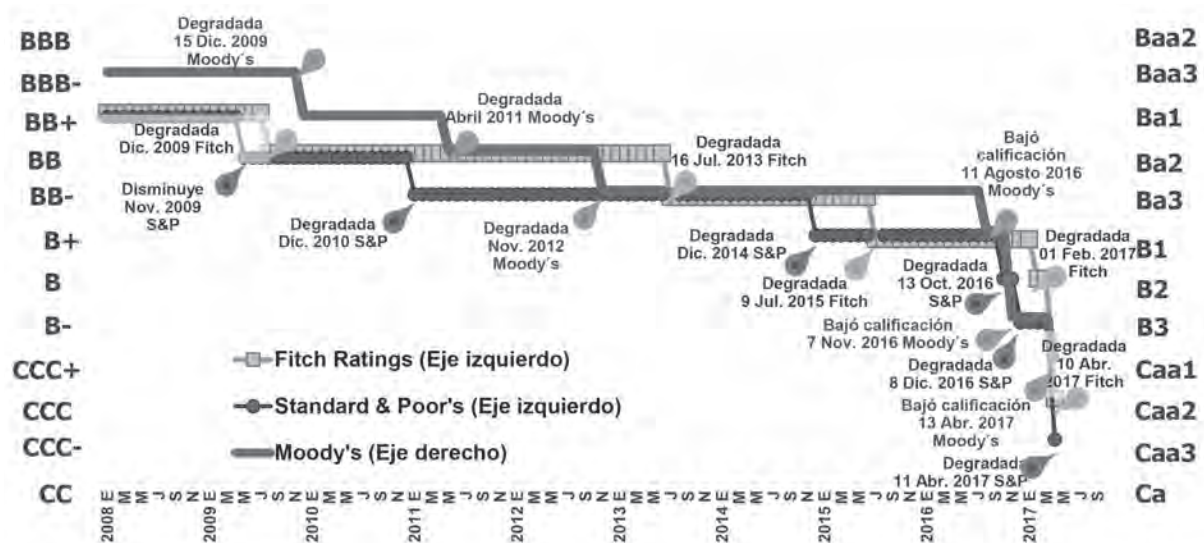 Degradada
15 Dic. 2009
Moody´s
BBB
BBB-
BB+
BB
BB-
B+
B
B-
CCC+
CCC
CCC-
CC
Baa2
Baa3
Ba1
Ba2
Ba3
B1
B2
B3
Caa1
Caa2
Caa3
Ca
Degradada
Dic. 2009 Fitch
Disminuye
Nov. 2009
S&P
Degradada
Abril 2011 Moody´s
Degradada
Dic. 2010 S&P
Degradada
Nov. 2012
Moody´s
Degradada
16 Jul. 2013 Fitch
Degradada
Dic. 2014 S&P
Degradada
9 Jul. 2015 Fitch
Bajó
calificación
11 Agosto 2016
Moody´s
Degradada
13 Oct. 2016
S&P
Degradada
01 Feb. 2017
Fitch
Bajó calificación
7 Nov. 2016 Moody´s
Degradada
8 Dic. 2016 S&P
Degradada
10 Abr.
2017 Fitch
Bajó calificación
13 Abr. 2017
Moody´s
Degradada
11 Abr. 2017 S&P
Fitch Ratings (Eje izquierdo)
Standard & Poor's (Eje izquierdo)
Moody's (Eje derecho)
E M M J S N E M M J S N E M M J S N E M M J S N E M M J S N E M M J S N E M M J S N E M M J S N E M M J S N E M M J S
2008 2009 2010 2011 2012 2013 2015 2016 2017